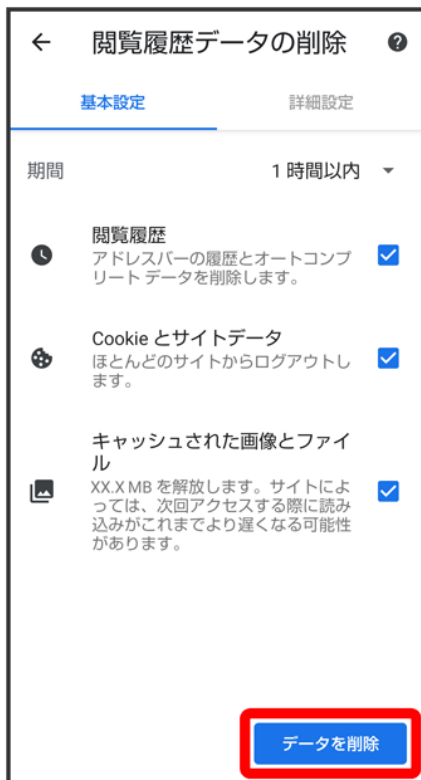 閲覧履歴データの削除
基本設定 詳細設定
期間 1 時間以内
閲覧履歴
アドレスバーの履歴とオートコンプ
リート データを削除します。
Cookie とサイトデータ
ほとんどのサイトからログアウトし
ます。
キャッシュされた画像とファイ
ル
XX.X MB を解放します。サイトによ
っては、次回アクセスする際に読み
込みがこれまでより遅くなる可能性
があります。
データを削除